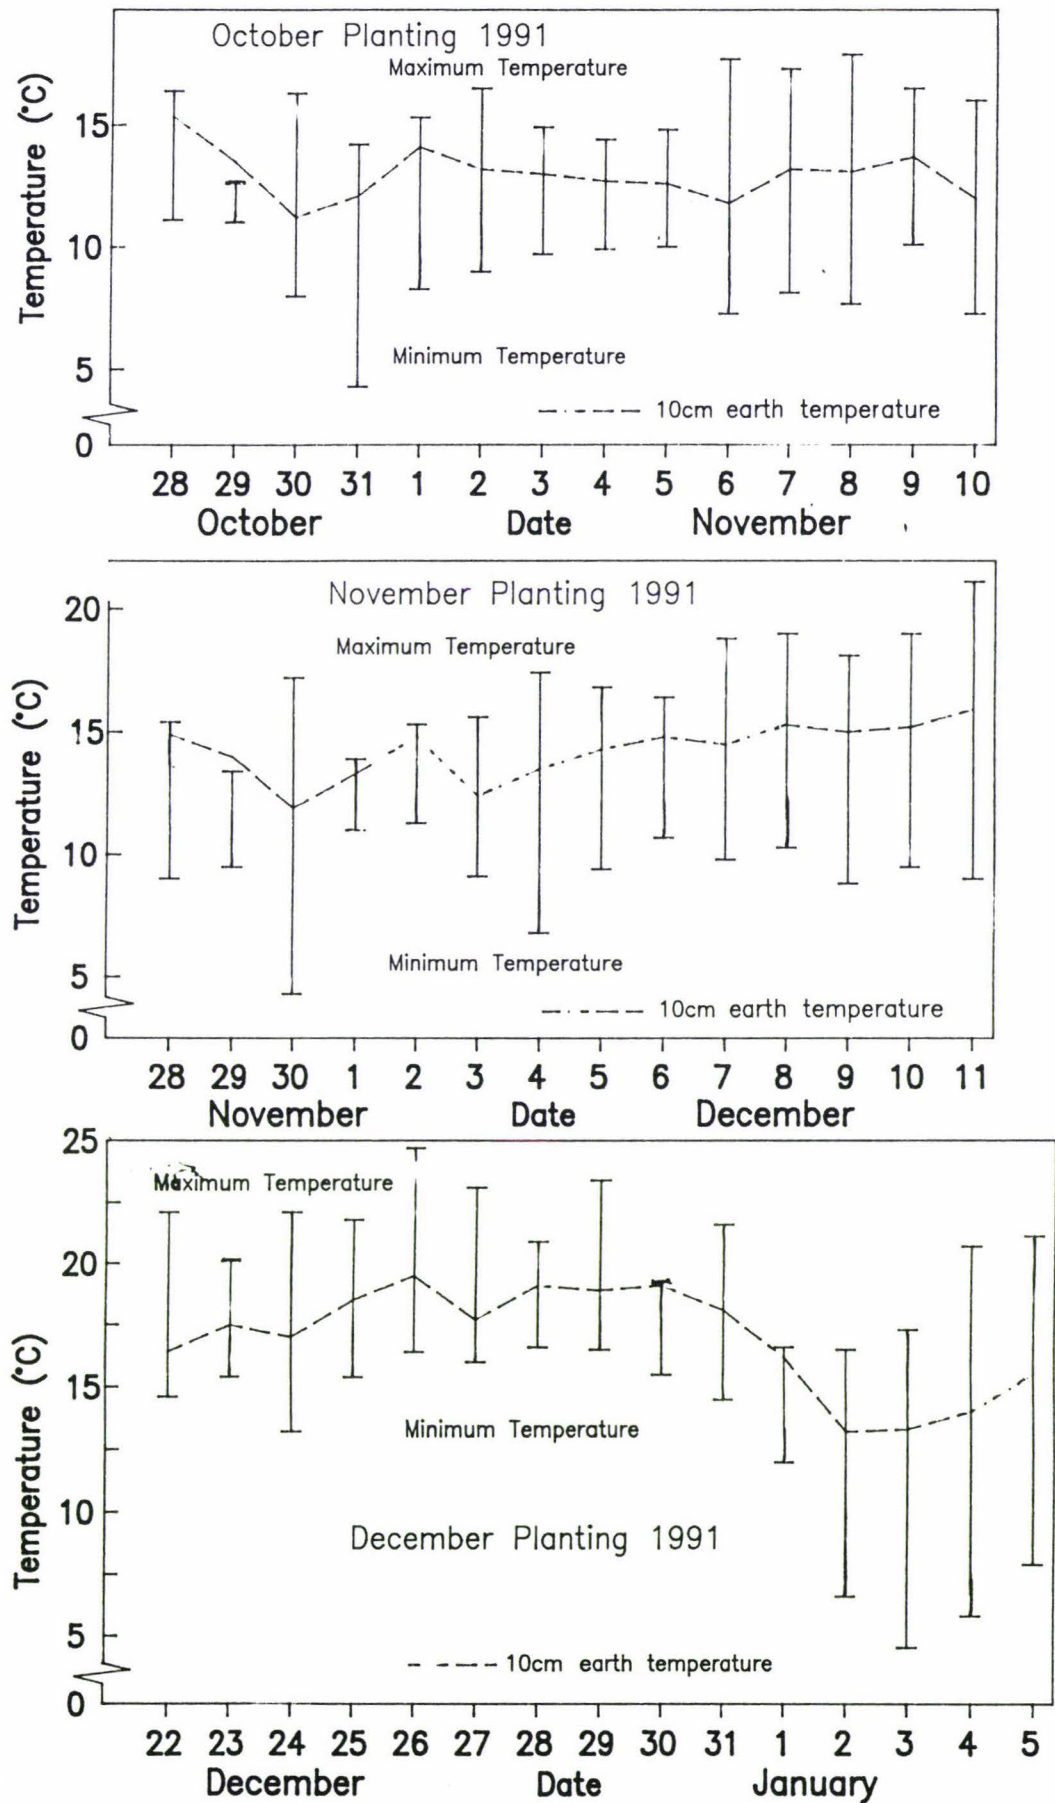 October Planting 1991
Maximum Temperature
Temperature (°C)
15
10
5
0
Minimum Temperature
10cm earth temperature
28 29 30 31 1 2 3 4 5 6 7 8 9 10
October Date November
November Planting 1991
Maximum Temperature
Temperature (°C)
20
15
10
5
0
Minimum Temperature
10cm earth temperature
28 29 30 1 2 3 4 5 6 7 8 9 10 11
November Date December
25
Maximum Temperature
Temperature (°C)
20
15
10
5
0
Minimum Temperature
December Planting 1991
10cm earth temperature
22 23 24 25 26 27 28 29 30 31 1 2 3 4 5
December Date January